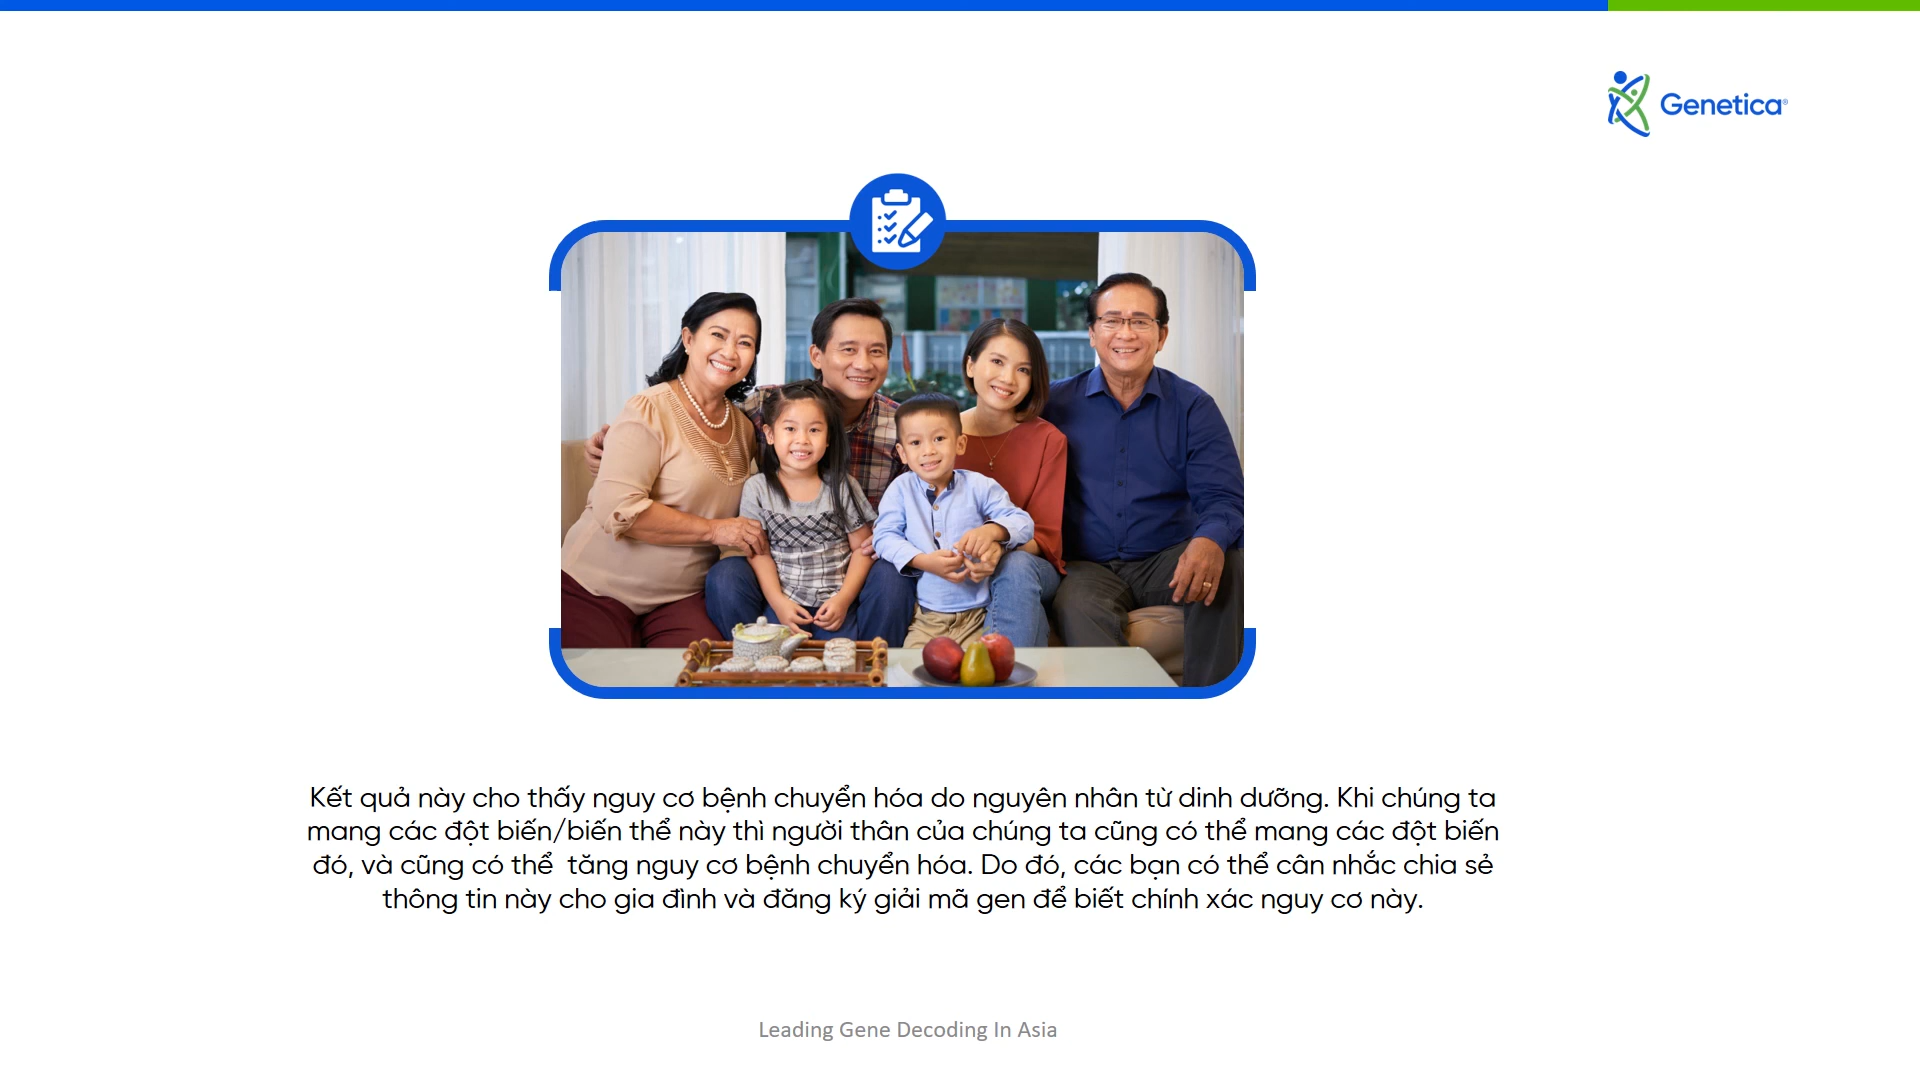 Genetica®
Kết quả này cho thấy nguy cơ bệnh chuyển hóa do nguyên nhân từ dinh dưỡng. Khi chúng ta
mang các đột biến/biến thể này thì người thân của chúng ta cũng có thể mang các đột biến
đó, và cũng có thể  tăng nguy cơ bệnh chuyển hóa. Do đó, các bạn có thể cân nhắc chia sẻ
thông tin này cho gia đình và đăng ký giải mã gen để biết chính xác nguy cơ này.
Leading Gene Decoding In Asia